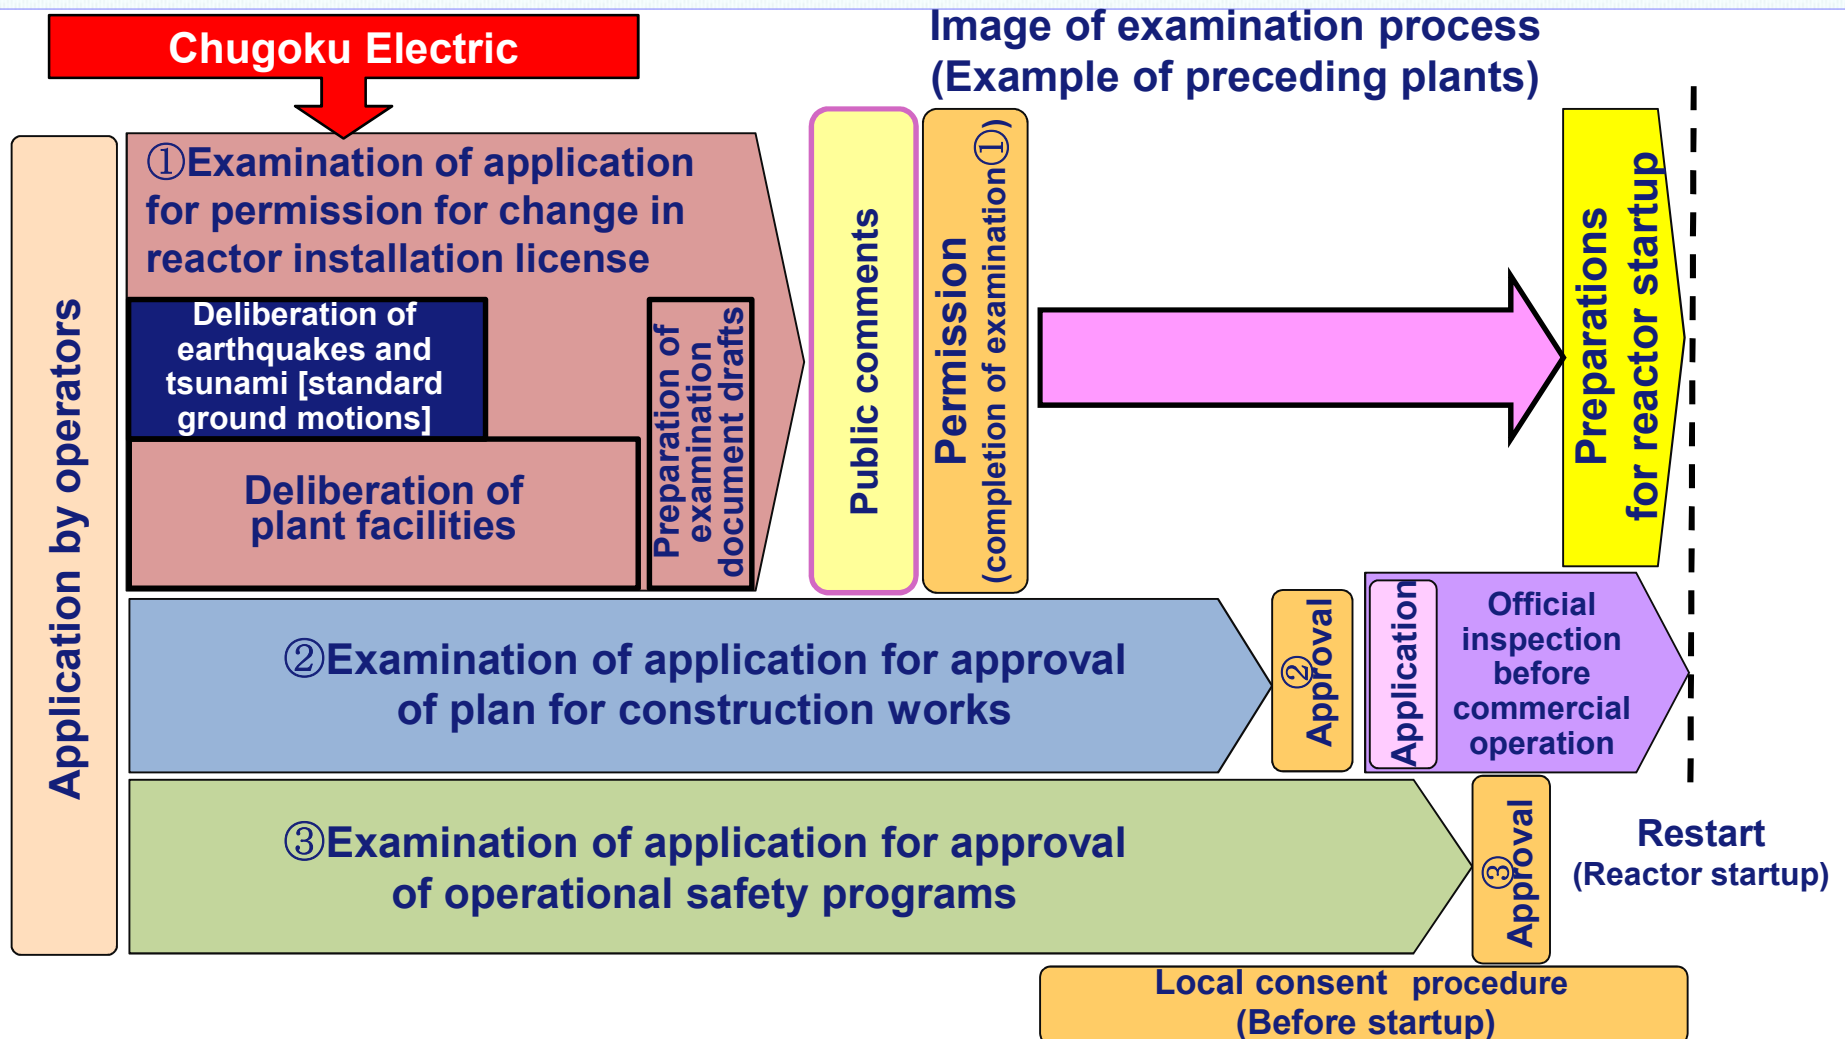 Chugoku Electric
Image of examination process
(Example of preceding plants)
Application by operators
①Examination of application
for permission for change in
reactor installation license
Deliberation of
earthquakes and
tsunami [standard
ground motions]
Deliberation of
plant facilities
Preparation of
examination
document drafts
Public comments
Permission
(completion of examination①)
Preparations
for reactor startup
②Examination of application for approval
of plan for construction works
②
Approval
Application
Official
inspection
before
commercial
operation
③Examination of application for approval
of operational safety programs
③
Approval
Restart
(Reactor startup)
Local consent procedure
(Before startup)